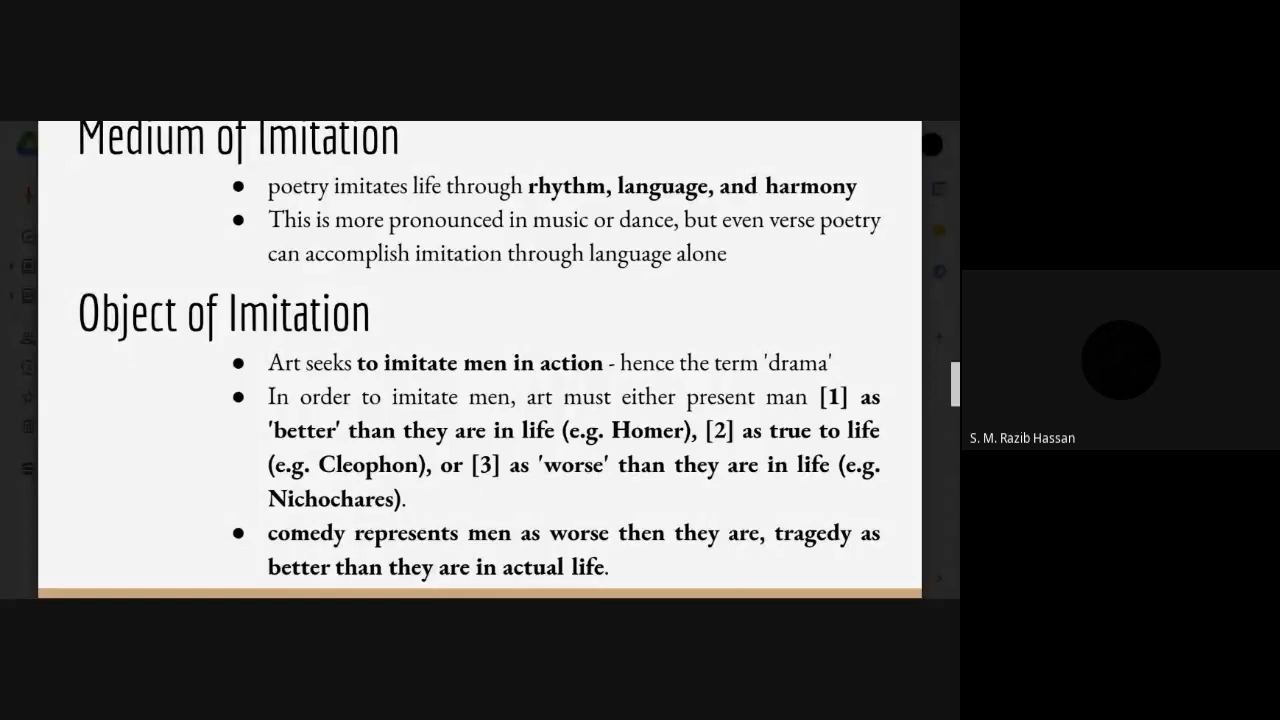 Medium of Imitation
● poetry imitates life through rhythm, language, and harmony
● This is more pronounced in music or dance, but even verse poetry
can accomplish imitation through language alone
Object of Imitation
● Art seeks to imitate men in action - hence the term 'drama'
● In order to imitate men, art must either present man [1] as
'better' than they are in life (e.g. Homer), [2] as true to life
(e.g. Cleophon), or [3] as 'worse' than they are in life (e.g.
Nichochares).
● comedy represents men as worse then they are, tragedy as
better than they are in actual life.
S. M. Razib Hassan